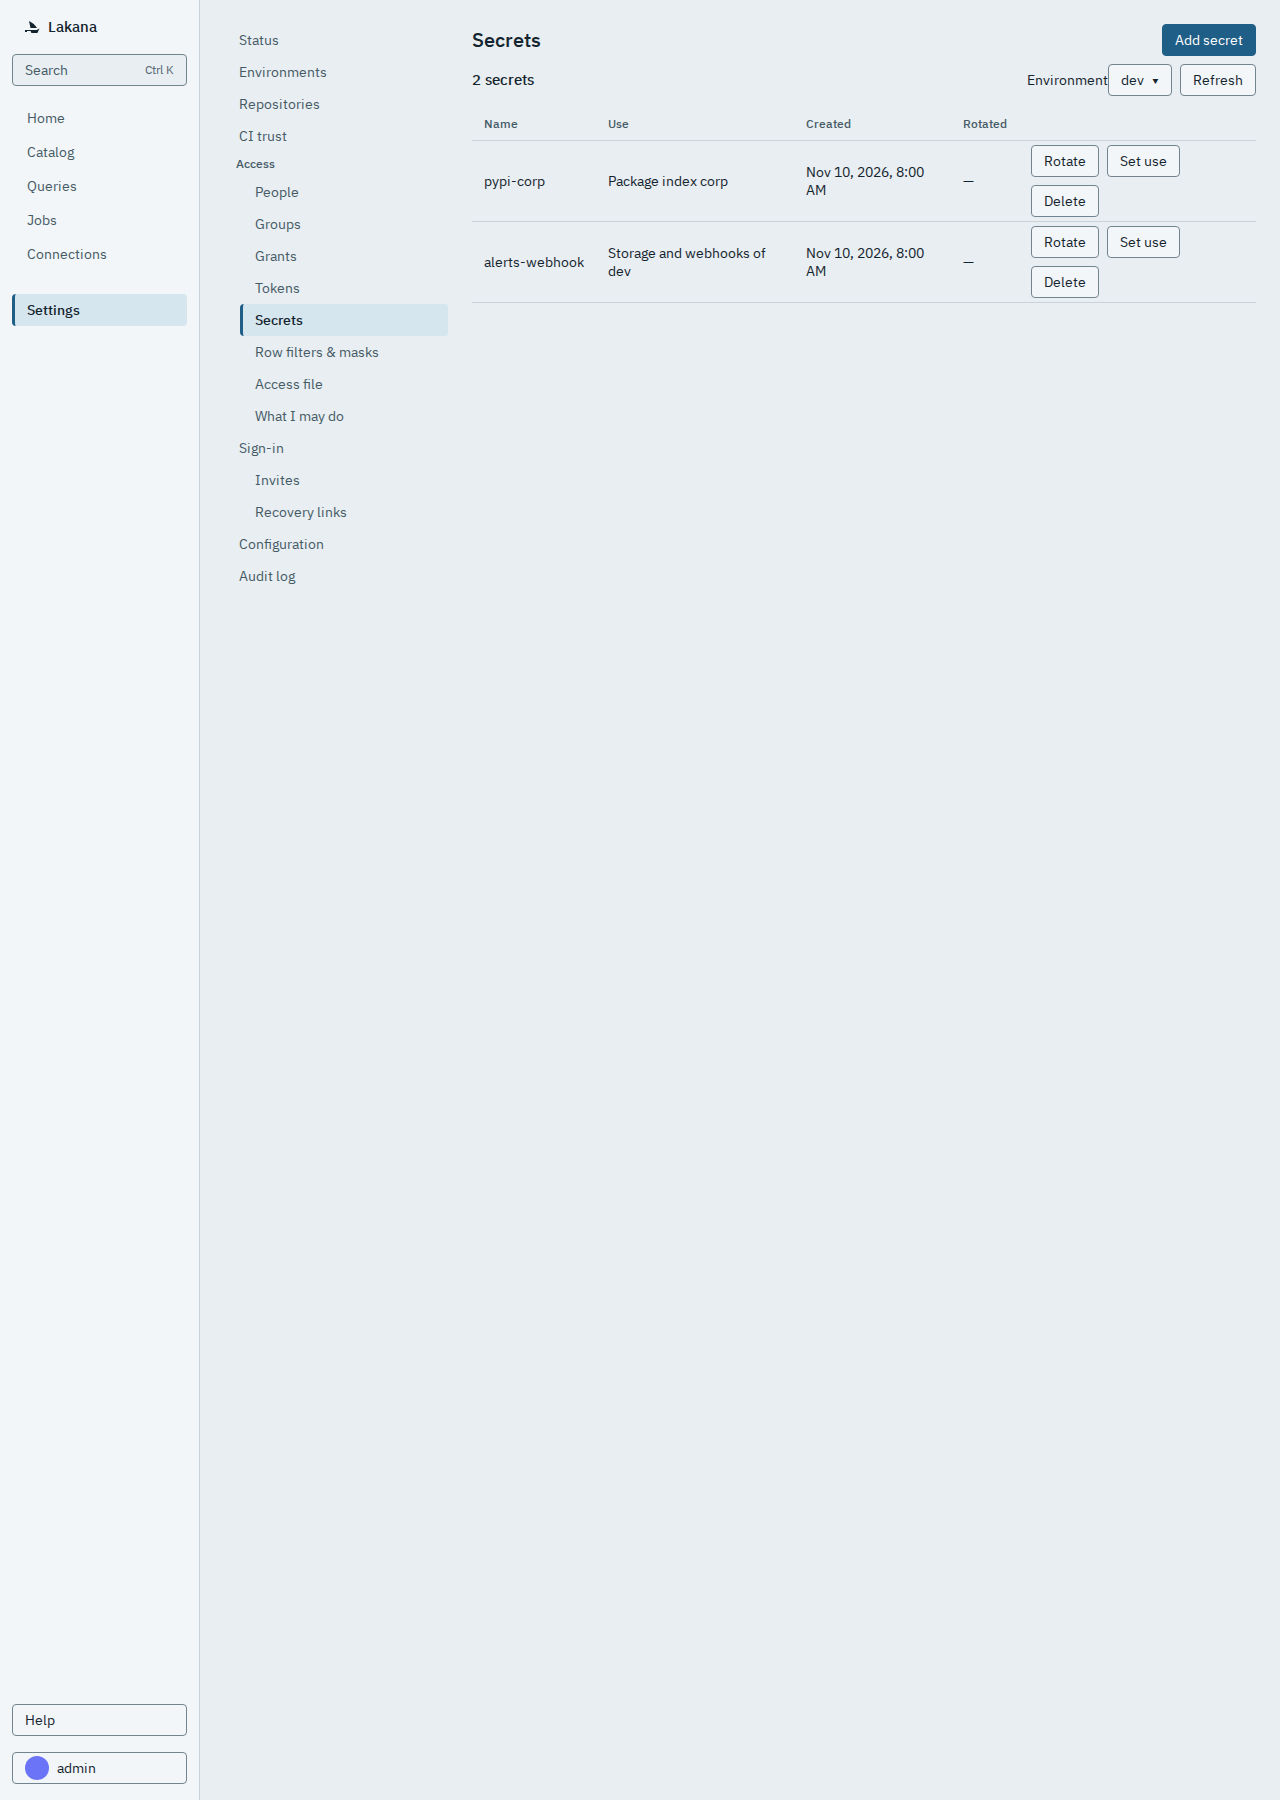 Lakana
Search Ctrl K
Home
Catalog
Queries
Jobs
Connections
Settings
Help
admin
Status
Environments
Repositories
CI trust
Access
People
Groups
Grants
Tokens
Secrets
Row filters & masks
Access file
What I may do
Sign-in
Invites
Recovery links
Configuration
Audit log
Secrets
Add secret
2 secrets
Environment dev Refresh
Name Use Created Rotated
pypi-corp Package index corp Nov 10, 2026, 8:00 AM — Rotate Set use
Delete
alerts-webhook Storage and webhooks of dev Nov 10, 2026, 8:00 AM — Rotate Set use
Delete